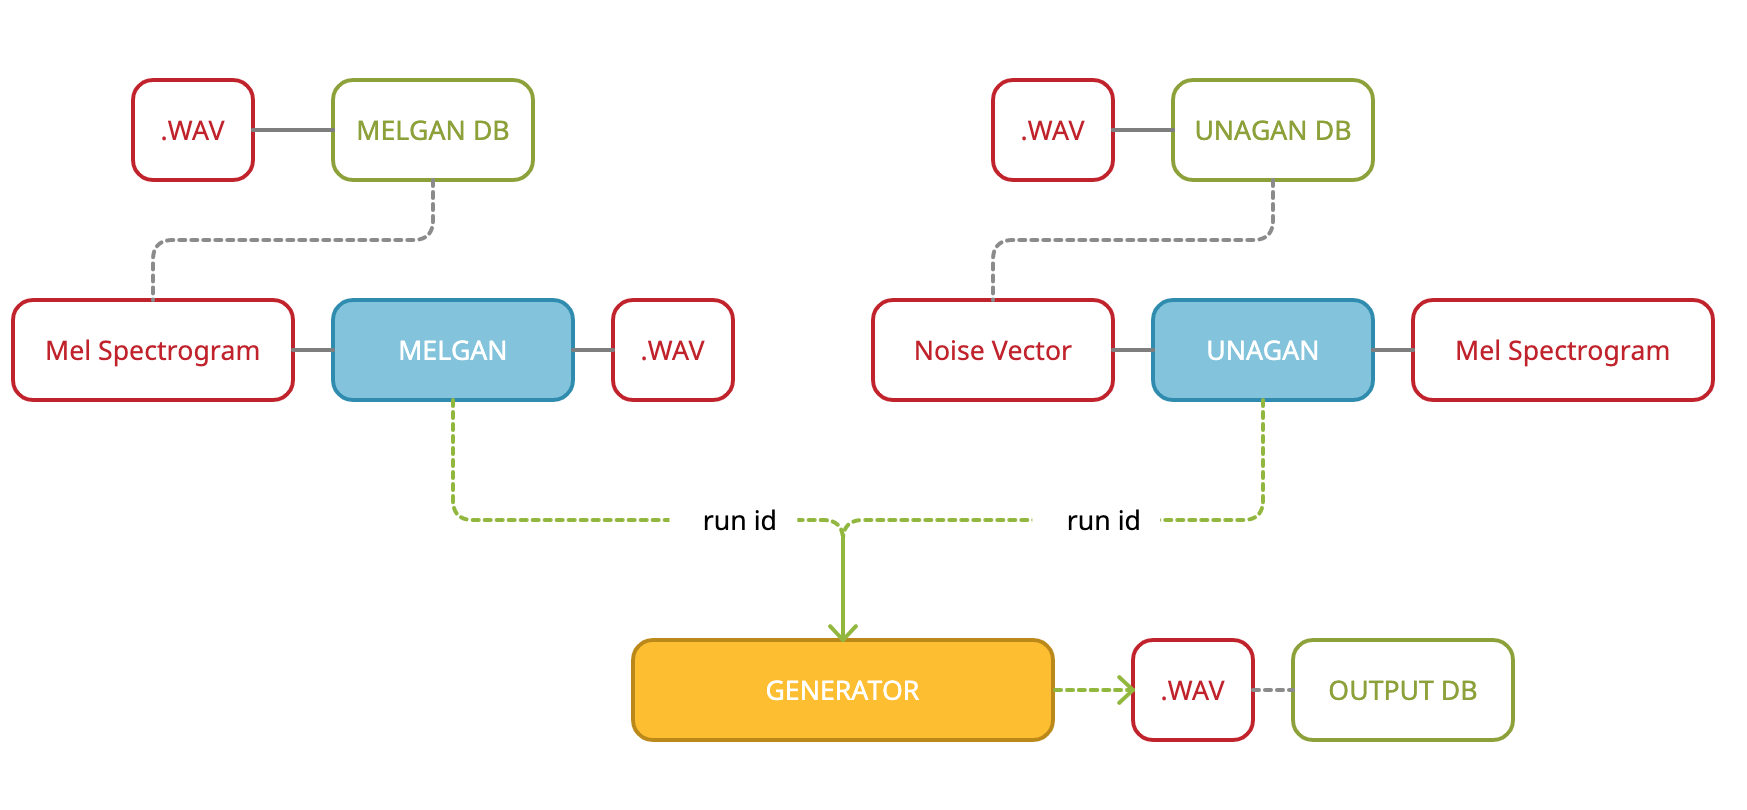 .WAV
MELGAN DB
.WAV
UNAGAN DB
Mel Spectrogram
MELGAN
.WAV
Noise Vector
UNAGAN
Mel Spectrogram
run id
run id
GENERATOR
.WAV
OUTPUT DB